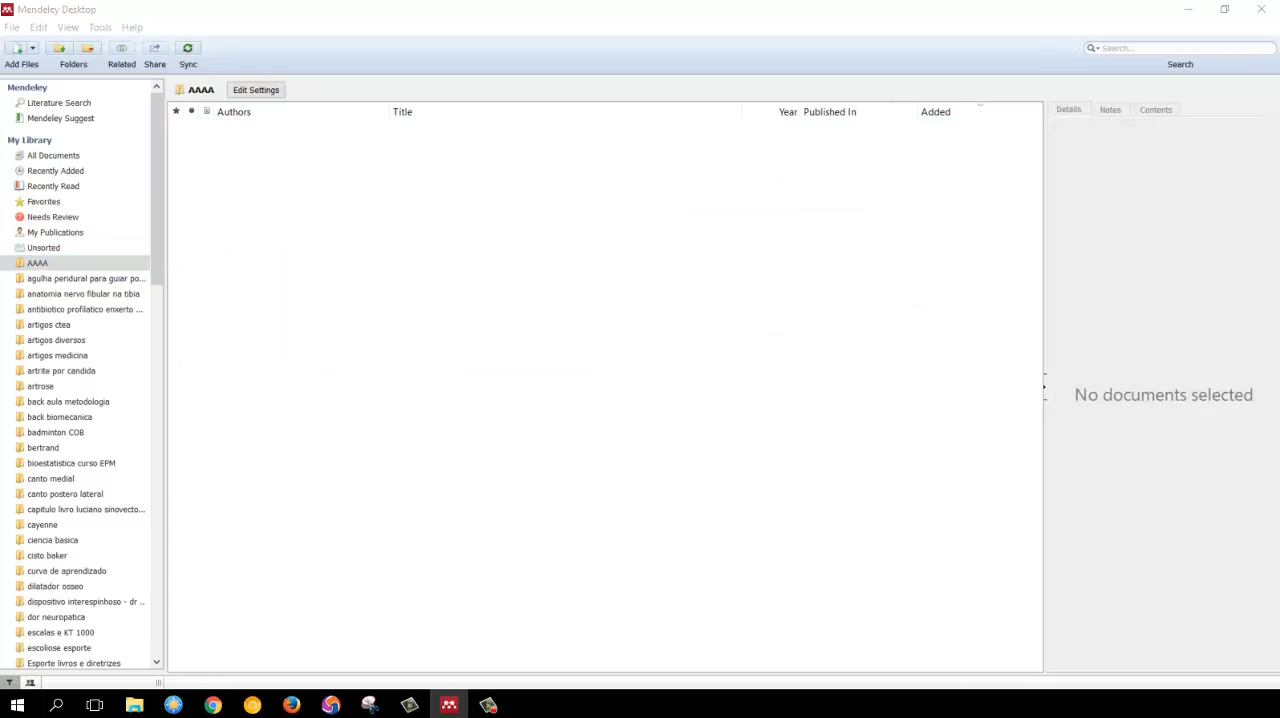 Mendeley Desktop
File Edit View Tools Help
Add Files Folders Related Share Sync
Search...
Search
Mendeley
Literature Search
Mendeley Suggest
My Library
All Documents
Recently Added
Recently Read
Favorites
Needs Review
My Publications
Unsorted
AAAA
agulha peridural para guiar po...
anatomia nervo fibular na tibia
antibiotico profilatico enxerto ...
artigos ctea
artigos diversos
artigos medicina
artrite por candida
artrose
back aula metodologia
back biomecanica
badminton COB
bertrand
bioestatistica curso EPM
canto medial
canto postero lateral
capitulo livro luciano sinovecto...
cayenne
ciencia basica
cisto baker
curva de aprendizado
dilatador osseo
dispositivo interespinhoso - dr ...
dor neuropatica
escalas e KT 1000
escoliose esporte
Esporte livros e diretrizes
AAAA Edit Settings
Authors Title Year Published In Added
Details Notes Contents
No documents selected